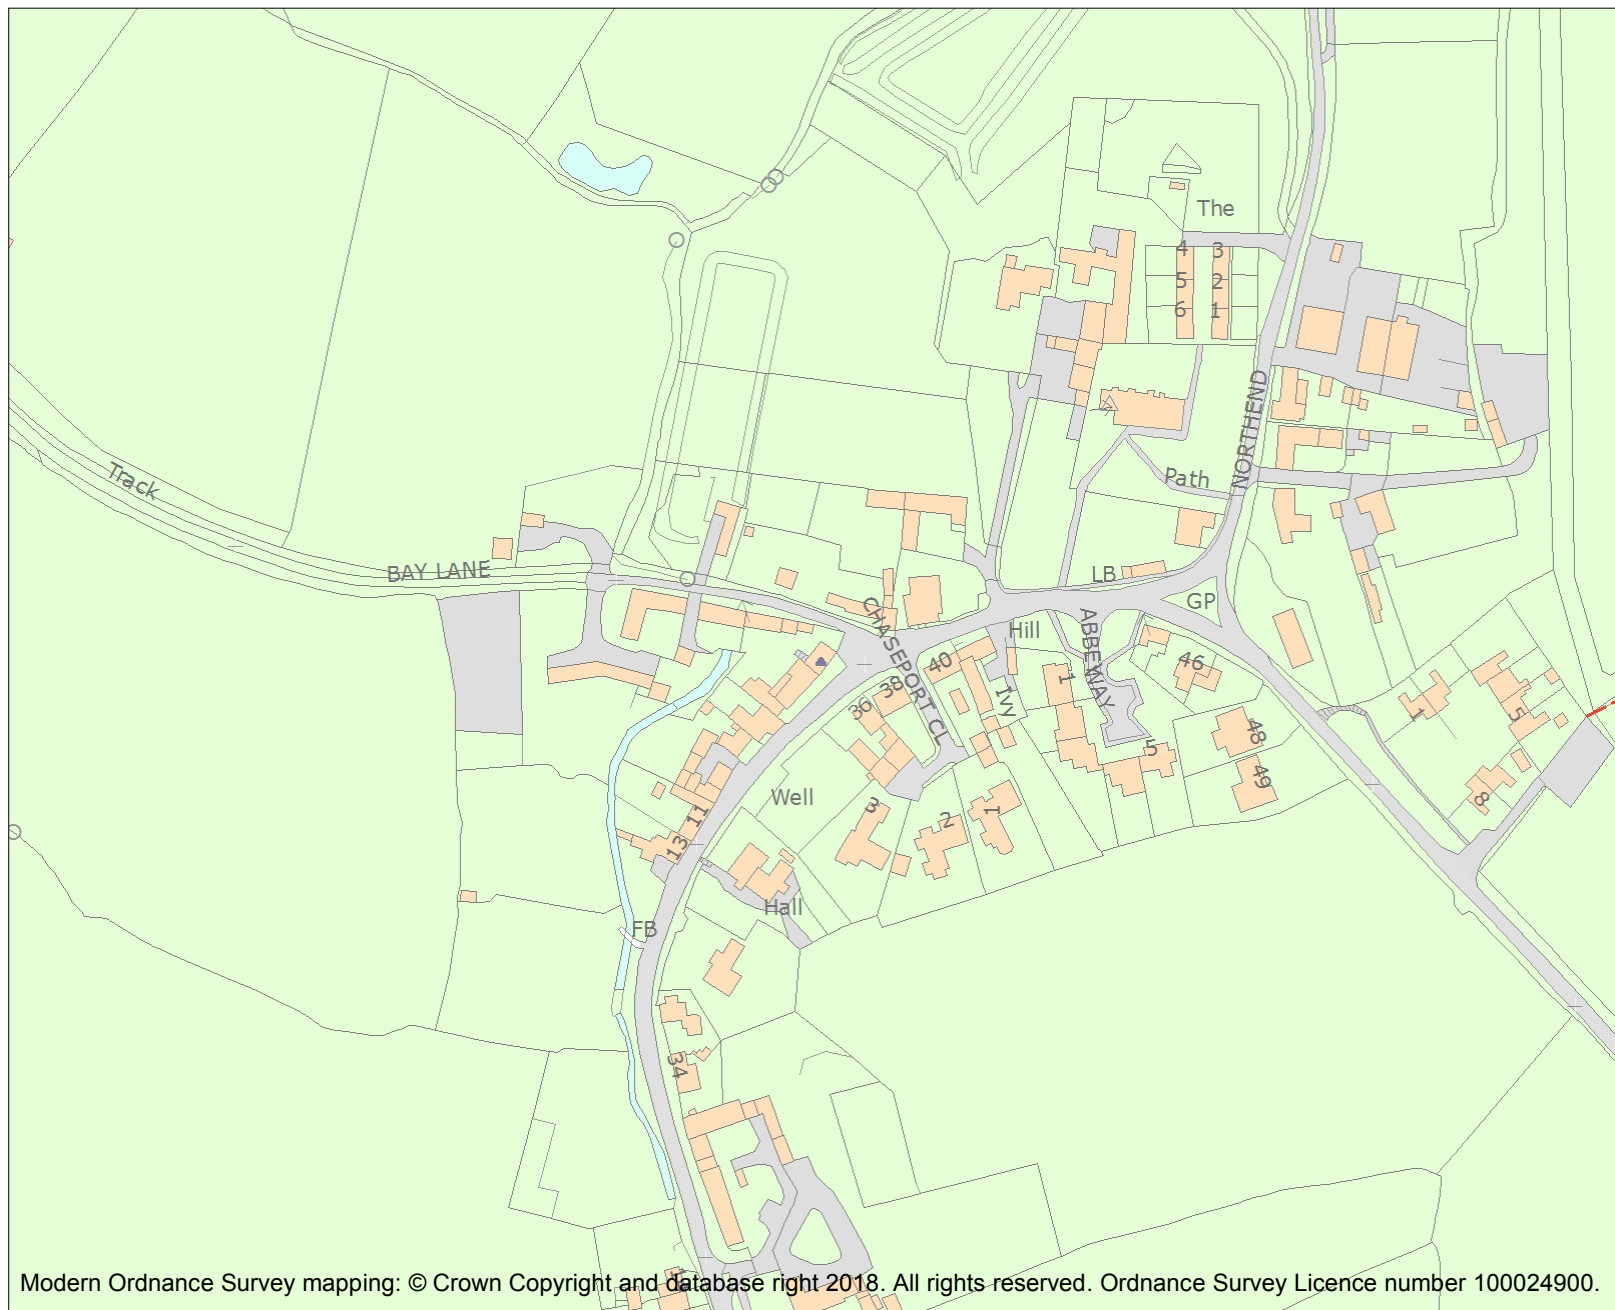 The
4 3
5 2
6 1
NORTHEND
Path
Track
BAY LANE
LB
GP
Hill
CHASEPORT CL
ABBEWAY
40
38
36
Ivy
1
46
48
49
5
1
5
8
Well
3
2
1
11
13
Hall
FB
34
1
Modern Ordnance Survey mapping: © Crown Copyright and database right 2018. All rights reserved. Ordnance Survey Licence number 100024900.